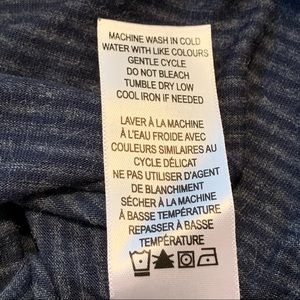 MACHINE WASH IN COLD
WATER WITH LIKE COLOURS
GENTLE CYCLE
DO NOT BLEACH
TUMBLE DRY LOW
COOL IRON IF NEEDED
LAVER À LA MACHINE
À L'EAU FROIDE AVEC
COULEURS SIMILAIRES AU
CYCLE DÉLICAT
NE PAS UTILISER D'AGENT
DE BLANCHIMENT
SÉCHER À LA MACHINE
À BASSE TEMPÉRATURE
REPASSER À BASSE
TEMPÉRATURE